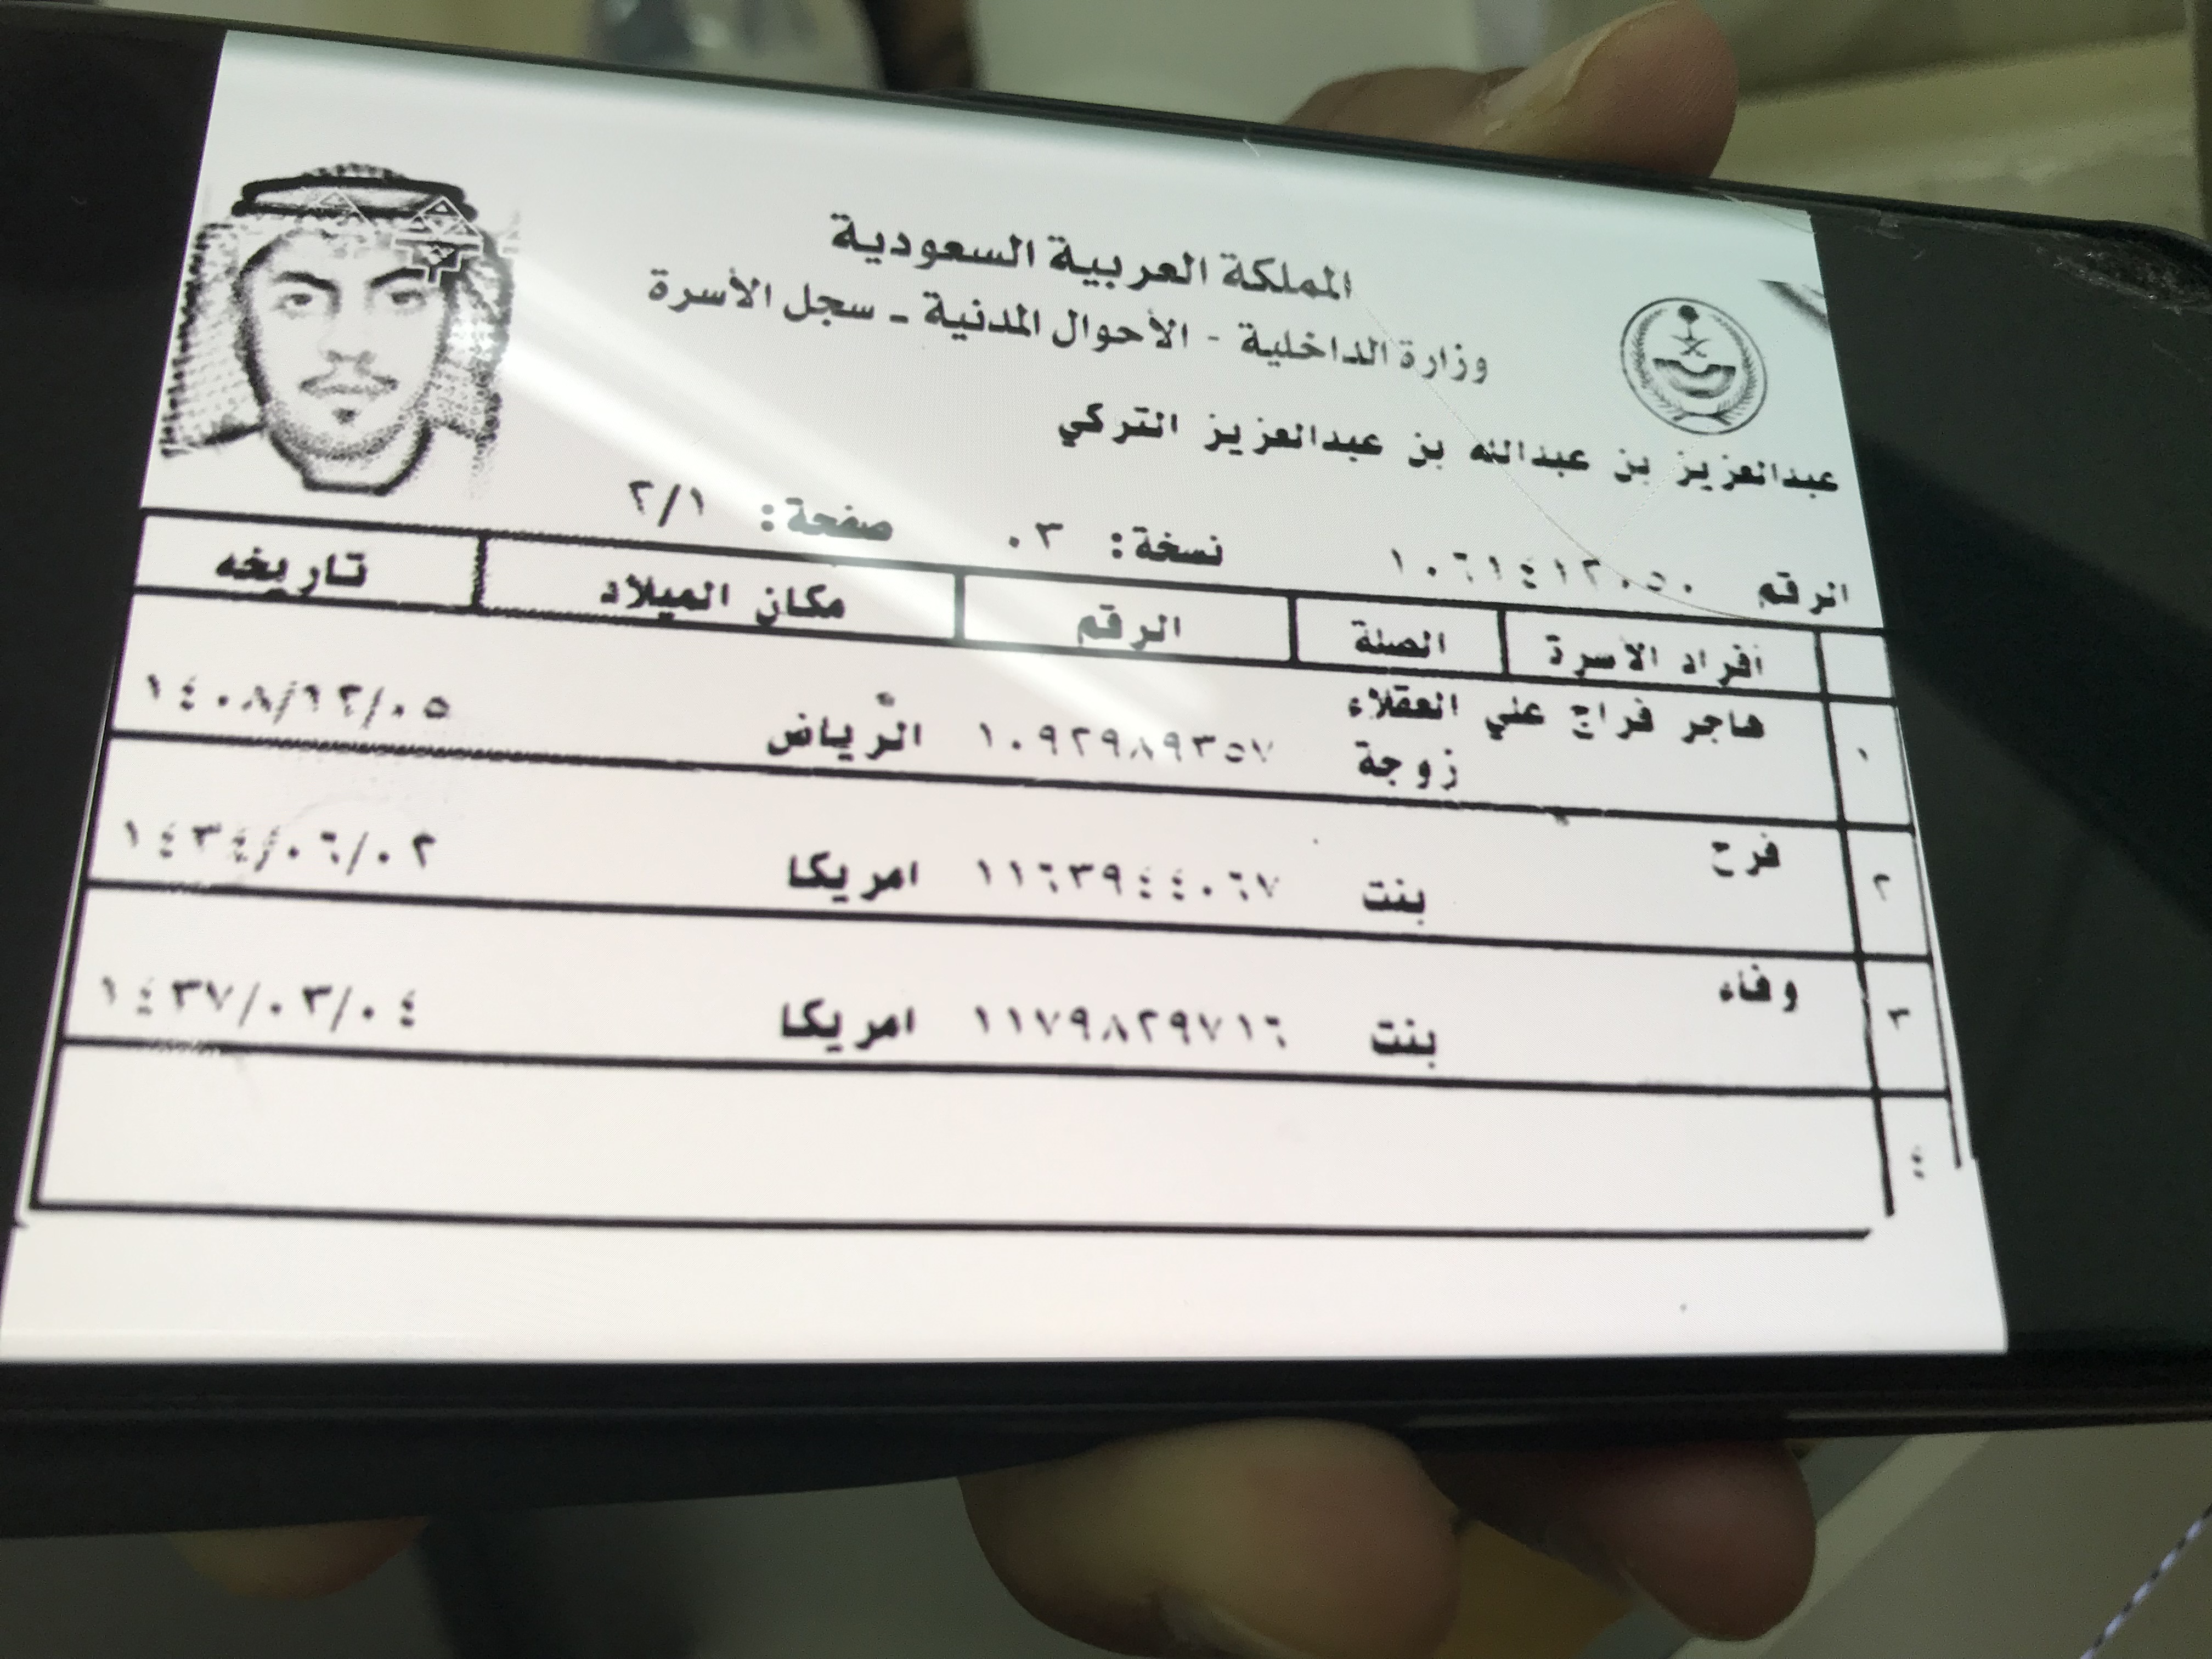 المملكة العربية السعودية
وزارة الداخلية - الأحوال المدنية - سجل الأسرة
عبدالعزيز بن عبدالله بن عبدالعزيز التركي
الرقم ١٠٦١٤١٢٠٥٠ نسخة: ٠٣ صفحة: ٢/١
أفراد الاسرة الصلة الرقم مكان الميلاد تاريخه
١ هاجر فراج علي العقلاء
زوجة ١٠٩٢٩٨٩٣٥٧ الرياض ١٤٠٨/١٢/٠٥
٢ فرح
بنت ١١٦٣٩٤٤٠٦٧ امريكا ١٤٣٤/٠٦/٠٢
٣ وفاء
بنت ١١٧٩٨٢٩٧١٦ امريكا ١٤٣٧/٠٣/٠٤
٤